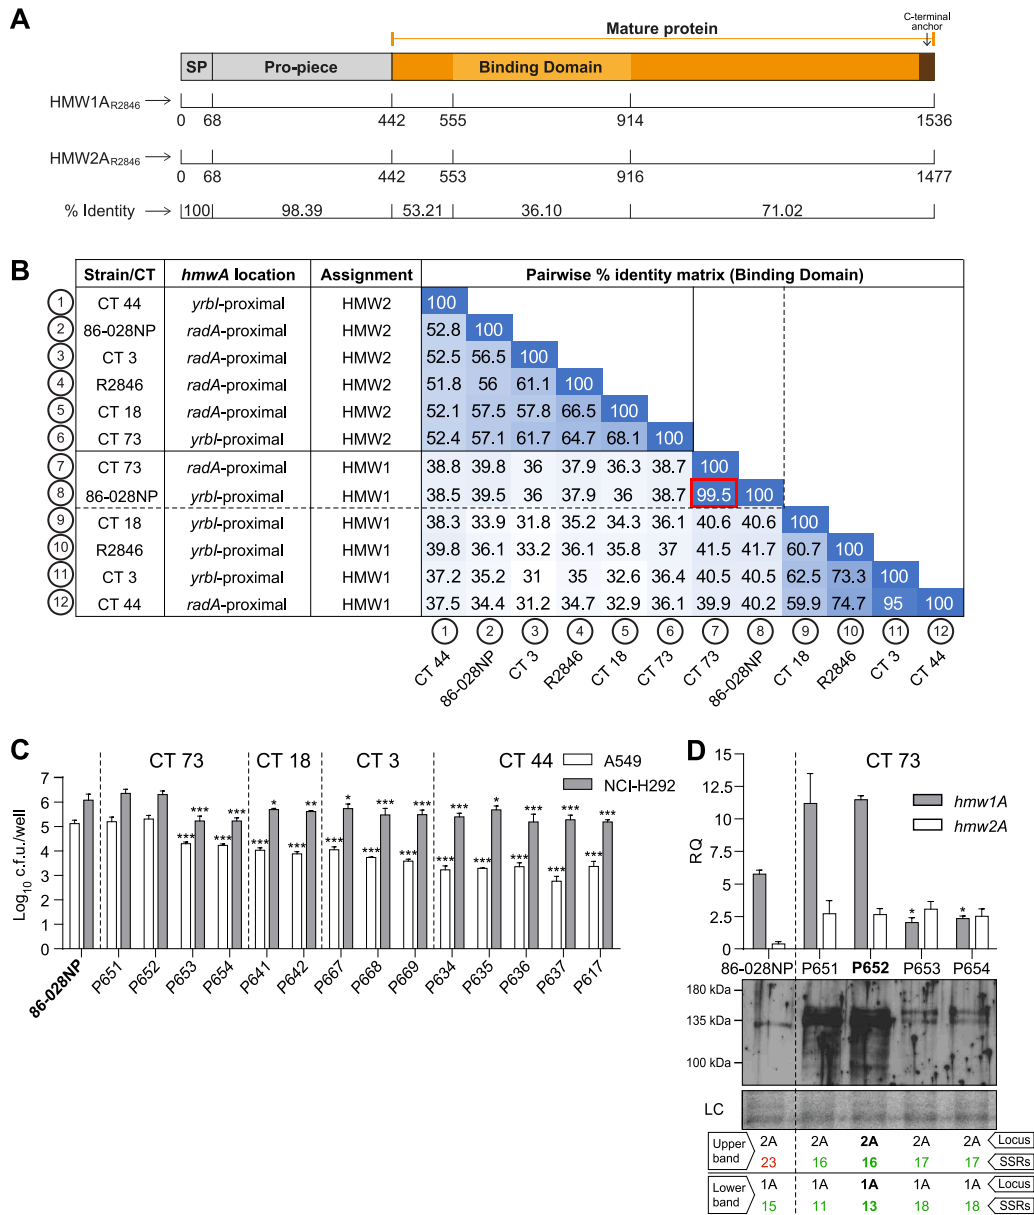 A
C-terminal
anchor
Mature protein
SP Pro-piece Binding Domain
HMW1AR2846
0 68 442 555 914 1536
HMW2AR2846
0 68 442 553 916 1477
% Identity 100 98.39 53.21 36.10 71.02
B
Strain/CT hmwA location Assignment Pairwise % identity matrix (Binding Domain)
1 CT 44 yrbI-proximal HMW2 100
2 86-028NP radA-proximal HMW2 52.8 100
3 CT 3 radA-proximal HMW2 52.5 56.5 100
4 R2846 radA-proximal HMW2 51.8 56 61.1 100
5 CT 18 radA-proximal HMW2 52.1 57.5 57.8 66.5 100
6 CT 73 yrbI-proximal HMW2 52.4 57.1 61.7 64.7 68.1 100
7 CT 73 radA-proximal HMW1 38.8 39.8 36 37.9 36.3 38.7 100
8 86-028NP yrbI-proximal HMW1 38.5 39.5 36 37.9 36 38.7 99.5 100
9 CT 18 yrbI-proximal HMW1 38.3 33.9 31.8 35.2 34.3 36.1 40.6 40.6 100
10 R2846 yrbI-proximal HMW1 39.8 36.1 33.2 36.1 35.8 37 41.5 41.7 60.7 100
11 CT 3 yrbI-proximal HMW1 37.2 35.2 31 35 32.6 36.4 40.5 40.5 62.5 73.3 100
12 CT 44 radA-proximal HMW1 37.5 34.4 31.2 34.7 32.9 36.1 39.9 40.2 59.9 74.7 95 100
1 2 3 4 5 6 7 8 9 10 11 12
CT 44 86-028NP CT 3 R2846 CT 18 CT 73 CT 73 86-028NP CT 18 R2846 CT 3 CT 44
C
CT 73 CT 18 CT 3 CT 44
A549
NCI-H292
Log10 c.f.u./well
7
6
5
4
3
2
1
0
*** *** * ** * *** *** *** * *** *** ***
*** *** *** *** *** *** *** *** *** *** *** ***
86-028NP P651 P652 P653 P654 P641 P642 P667 P668 P669 P634 P635 P636 P637 P617
D
CT 73
hmw1A
hmw2A
RQ
15
12.5
10
7.5
5
2.5
0
* *
86-028NP P651 P652 P653 P654
180 kDa
135 kDa
100 kDa
LC
Upper band 2A 2A 2A 2A 2A Locus
23 16 16 17 17 SSRs
Lower band 1A 1A 1A 1A 1A Locus
15 11 13 18 18 SSRs